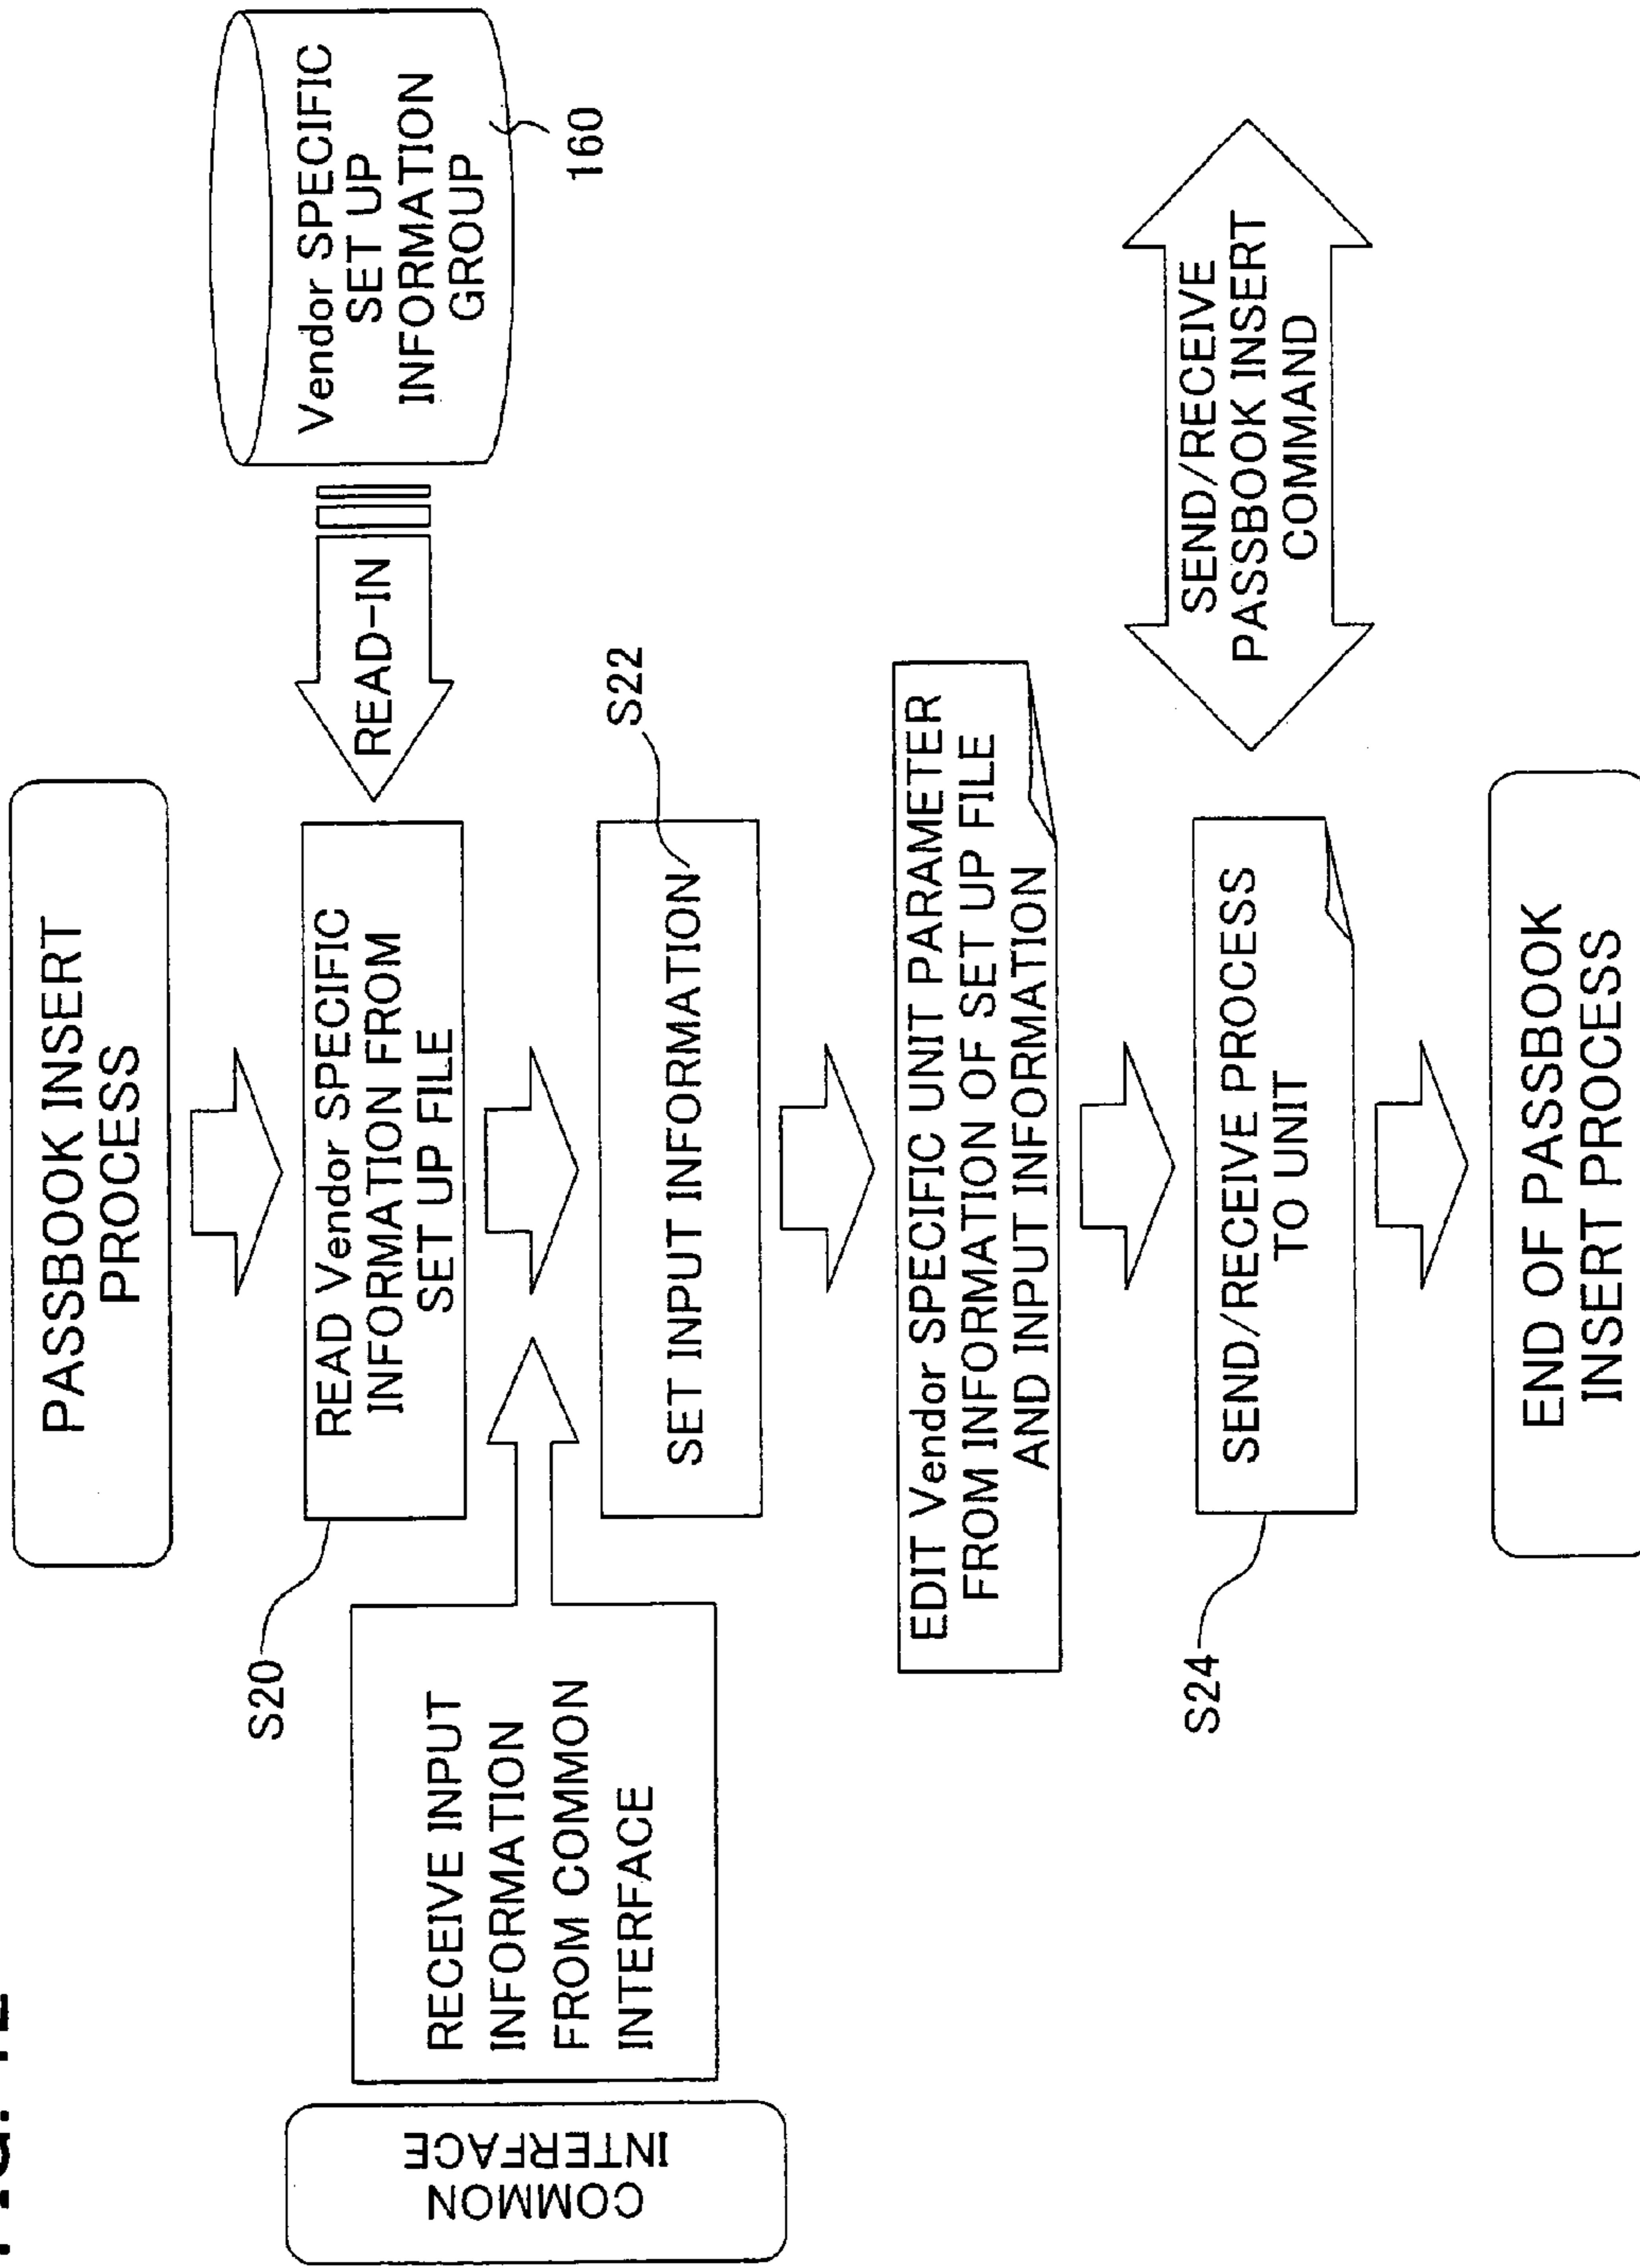 PASSBOOK INSERT
PROCESS
S20
READ Vendor SPECIFIC
INFORMATION FROM
SET UP FILE
READ-IN
Vendor SPECIFIC
SET UP
INFORMATION
GROUP
160
COMMON
INTERFACE
RECEIVE INPUT
INFORMATION
FROM COMMON
INTERFACE
SET INPUT INFORMATION
S22
EDIT Vendor SPECIFIC UNIT PARAMETER
FROM INFORMATION OF SET UP FILE
AND INPUT INFORMATION
S24
SEND/RECEIVE PROCESS
TO UNIT
SEND/RECEIVE
PASSBOOK INSERT
COMMAND
END OF PASSBOOK
INSERT PROCESS